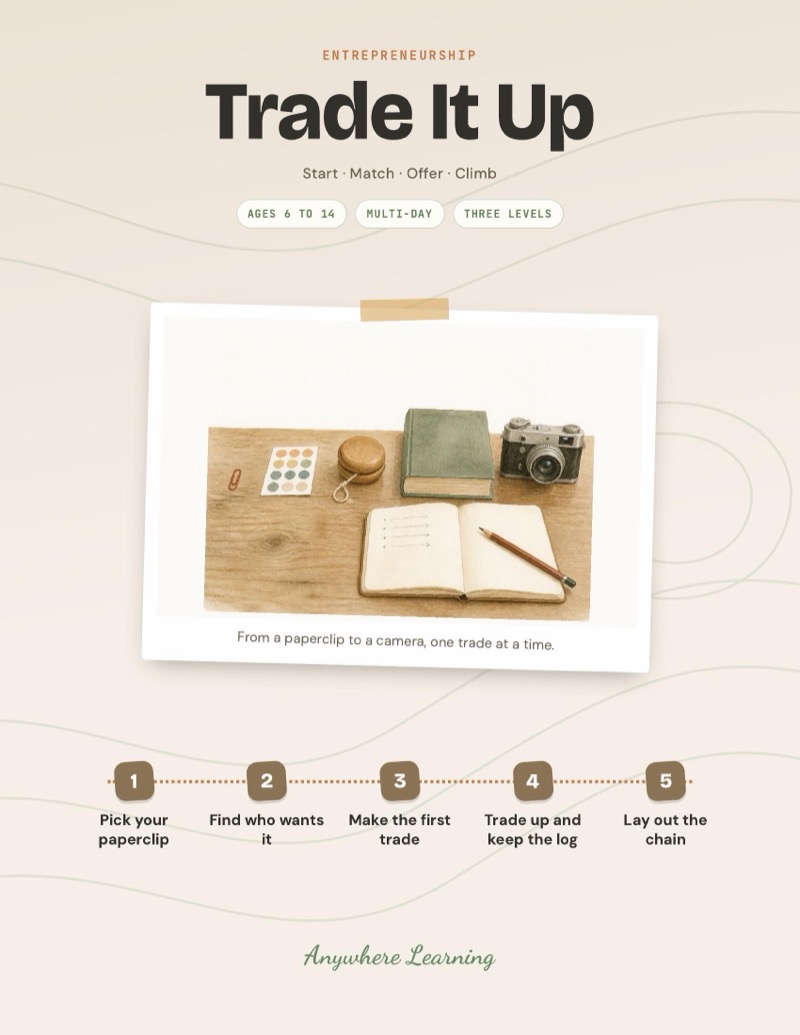 ENTREPRENEURSHIP
Trade It Up
Start · Match · Offer · Climb
AGES 6 TO 14 MULTI-DAY THREE LEVELS
From a paperclip to a camera, one trade at a time.
1 2 3 4 5
Pick your Find who wants Make the first Trade up and Lay out the
paperclip it trade keep the log chain
Anywhere Learning